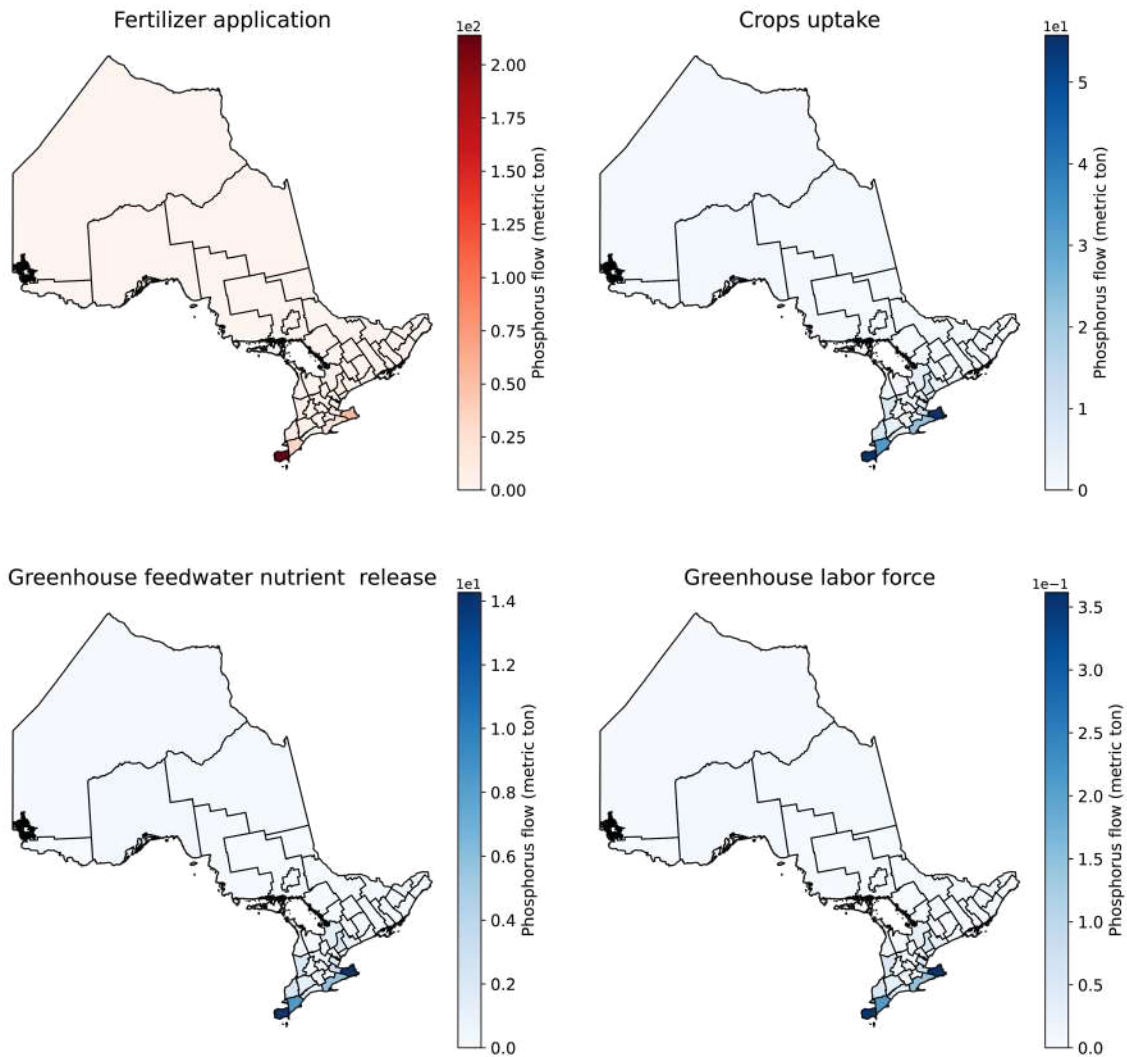 Fertilizer application
1e2
2.00
1.75
1.50
1.25
1.00
0.75
0.50
0.25
0.00
Phosphorus flow (metric ton)
Crops uptake
1e1
5
4
3
2
1
0
Phosphorus flow (metric ton)
Greenhouse feedwater nutrient  release
1e1
1.4
1.2
1.0
0.8
0.6
0.4
0.2
0.0
Phosphorus flow (metric ton)
Greenhouse labor force
1e−1
3.5
3.0
2.5
2.0
1.5
1.0
0.5
0.0
Phosphorus flow (metric ton)